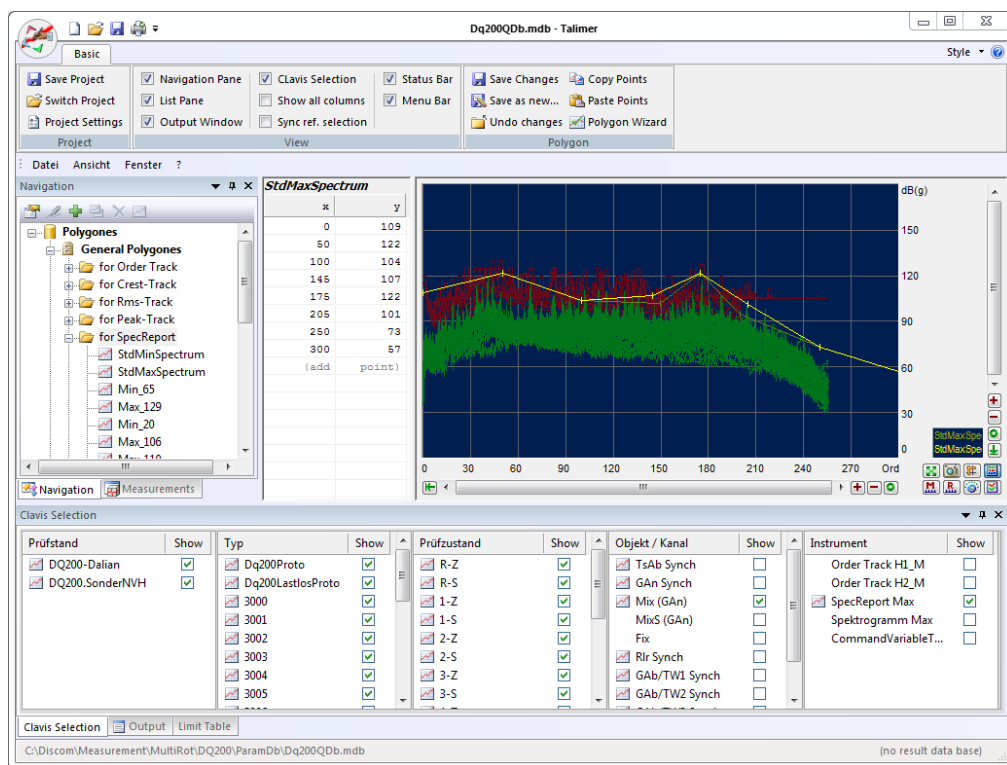 Dq200QDb.mdb - Talimer
Basic
Style
Save Project
Switch Project
Project Settings
Project
Navigation Pane
List Pane
Output Window
CLavis Selection
Show all columns
Sync ref. selection
Status Bar
Menu Bar
View
Save Changes
Save as new...
Undo changes
Copy Points
Paste Points
Polygon Wizard
Polygon
Datei Ansicht Fenster ?
Navigation
Polygones
General Polygones
for Order Track
for Crest-Track
for Rms-Track
for Peak-Track
for SpecReport
StdMinSpectrum
StdMaxSpectrum
Min_65
Max_129
Min_20
Max_106
Max_110
Navigation Measurements
StdMaxSpectrum
x y
0 109
50 122
100 104
145 107
175 122
205 101
250 73
300 57
(add point)
dB(g)
150
120
90
60
30
0
StdMaxSpe
StdMaxSpe
0 30 60 90 120 150 180 210 240 270 Ord
M R
Clavis Selection
Prüfstand Show
DQ200-Dalian
DQ200.SonderNVH
Typ Show
Dq200Proto
Dq200LastlosProto
3000
3001
3002
3003
3004
3005
Prüfzustand Show
R-Z
R-S
1-Z
1-S
2-Z
2-S
3-Z
3-S
Objekt / Kanal Show
TsAb Synch
GAn Synch
Mix (GAn)
MixS (GAn)
Fix
Rlr Synch
GAb/TW1 Synch
GAb/TW2 Synch
Instrument Show
Order Track H1_M
Order Track H2_M
SpecReport Max
Spektrogramm Max
CommandVariableT...
Clavis Selection Output Limit Table
C:\Discom\Measurement\MultiRot\DQ200\ParamDb\Dq200QDb.mdb (no result data base)